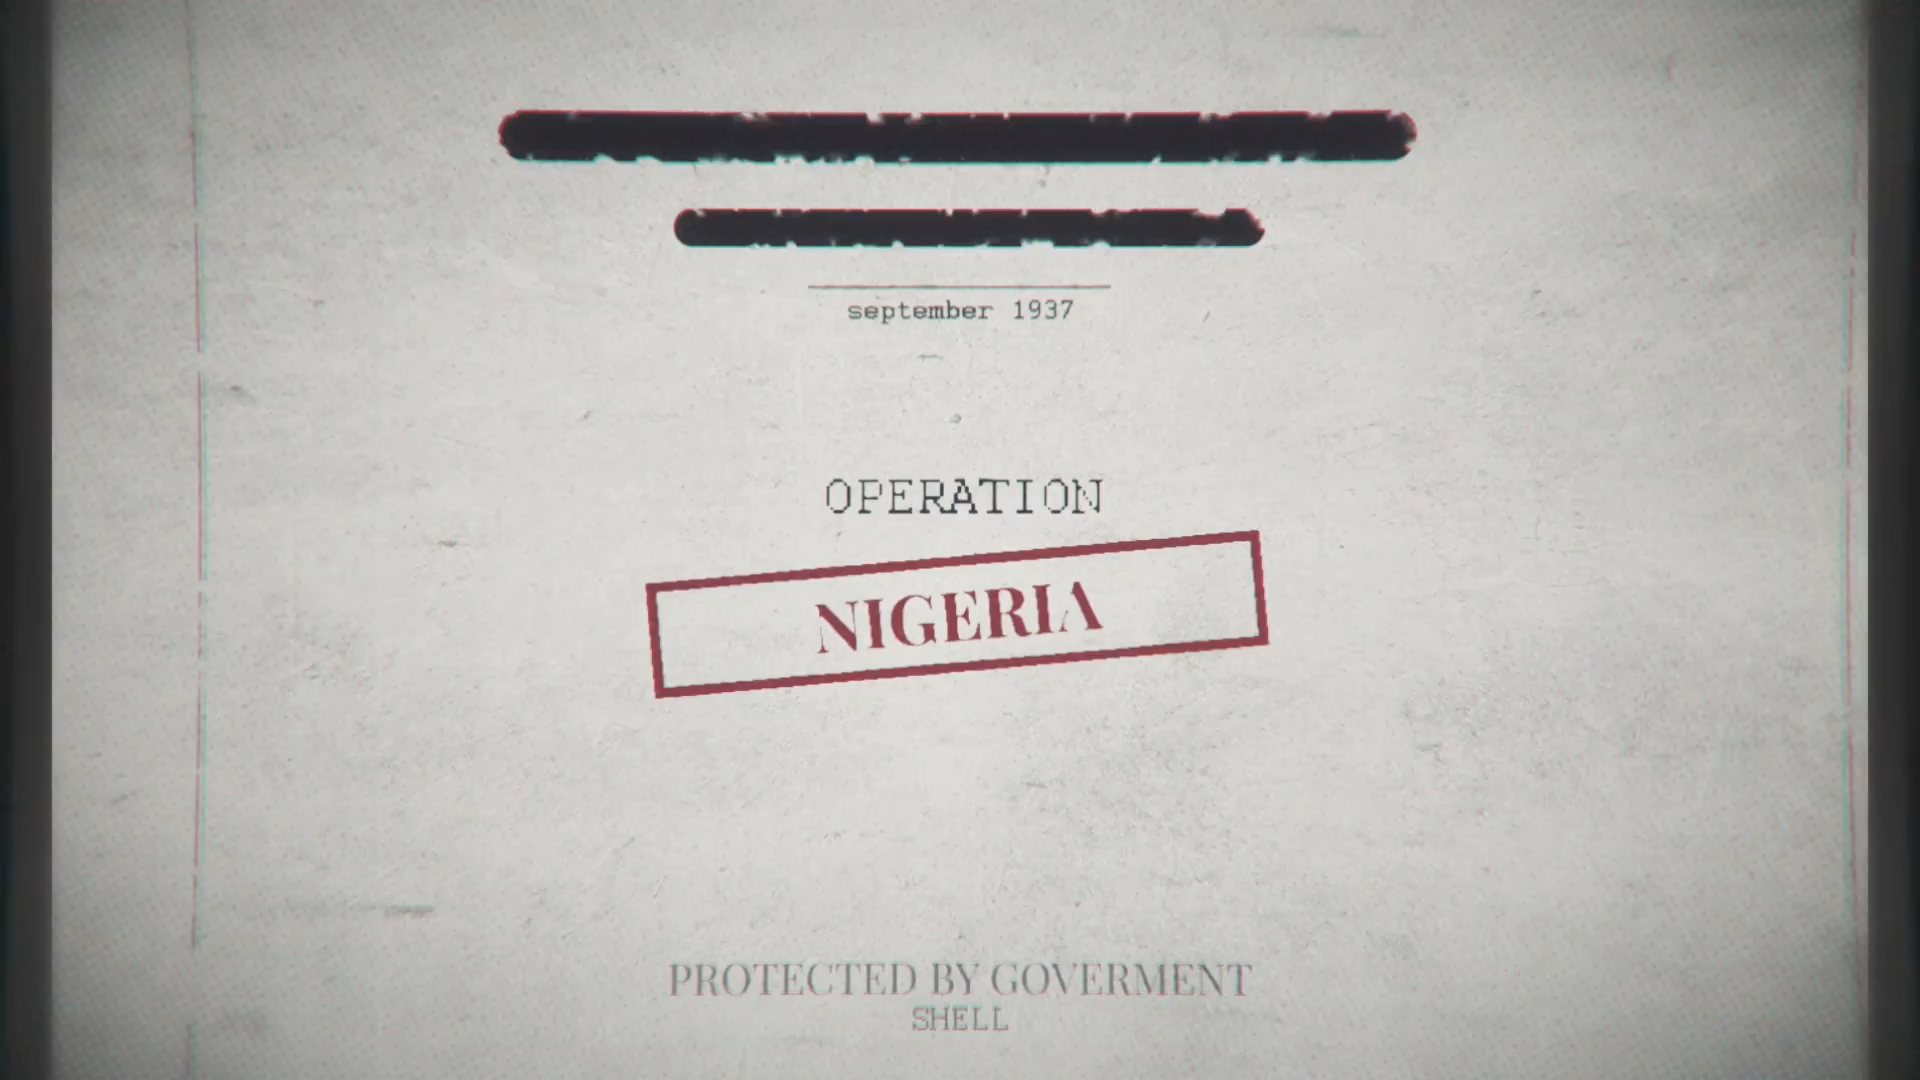 september 1937
OPERATION
NIGERIA
PROTECTED BY GOVERMENT
SHELL